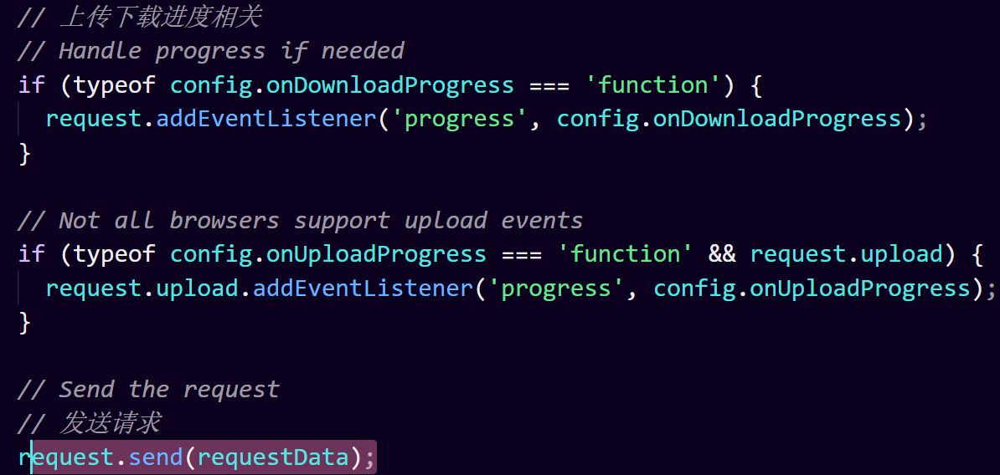 // 上传下载进度相关
// Handle progress if needed
if (typeof config.onDownloadProgress === 'function') {
  request.addEventListener('progress', config.onDownloadProgress);
}

// Not all browsers support upload events
if (typeof config.onUploadProgress === 'function' && request.upload) {
  request.upload.addEventListener('progress', config.onUploadProgress);
}

// Send the request
// 发送请求
request.send(requestData);